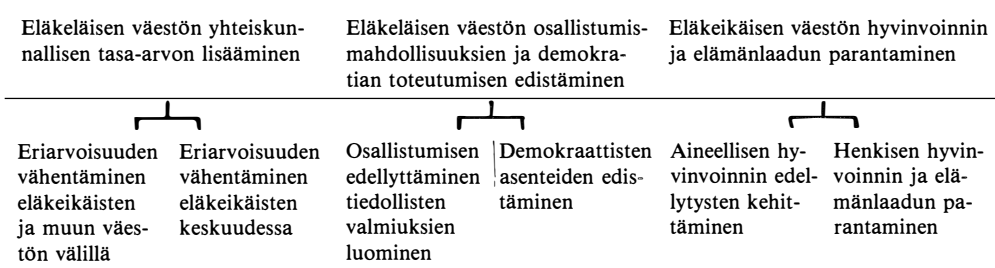 Eläkeläisen väestön yhteiskun-
nallisen tasa-arvon lisääminen
Eläkeläisen väestön osallistumis-
mahdollisuuksien ja demokra-
tian toteutumisen edistäminen
Eläkeikäisen väestön hyvinvoinnin
ja elämänlaadun parantaminen
Eriarvoisuuden
vähentäminen
eläkeikäisten
ja muun väes-
tön välillä
Eriarvoisuuden
vähentäminen
eläkeikäisten
keskuudessa
Osallistumisen
edellyttäminen
tiedollisten
valmiuksien
luominen
Demokraattisten
asenteiden edis-
täminen
Aineellisen hy-
vinvoinnin edel-
lytysten kehit-
täminen
Henkisen hyvin-
voinnin ja elä-
mänlaadun pa-
rantaminen